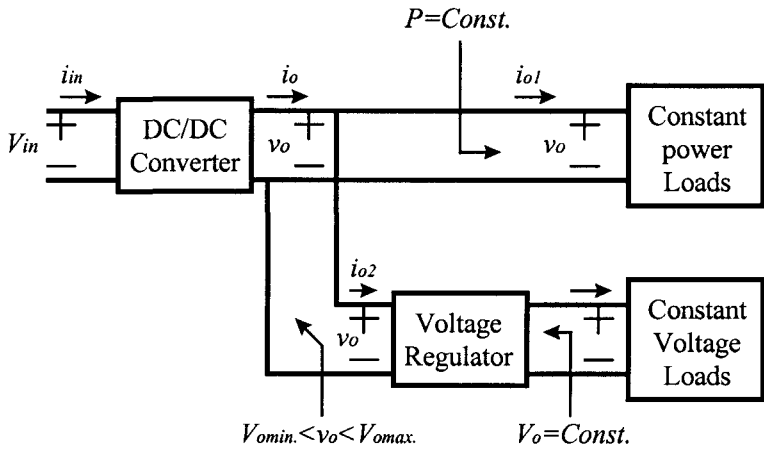 P=Const.
iin
io
io1
+
+
+
Vin
DC/DC
Converter
vo
vo
Constant
power
Loads
−
−
−
io2
+
+
vo
Voltage
Regulator
Constant
Voltage
Loads
−
−
Vomin.<vo<Vomax.
Vo=Const.